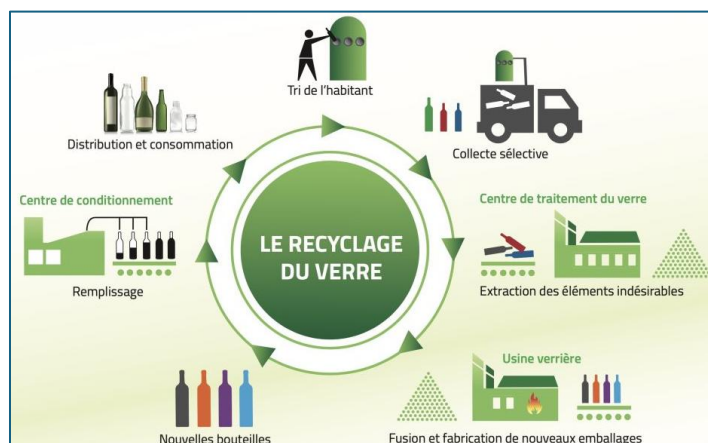 Tri de l'habitant
Collecte sélective
Centre de traitement du verre
Extraction des éléments indésirables
Usine verrière
Fusion et fabrication de nouveaux emballages
Nouvelles bouteilles
Centre de conditionnement
Remplissage
Distribution et consommation
LE RECYCLAGE
DU VERRE